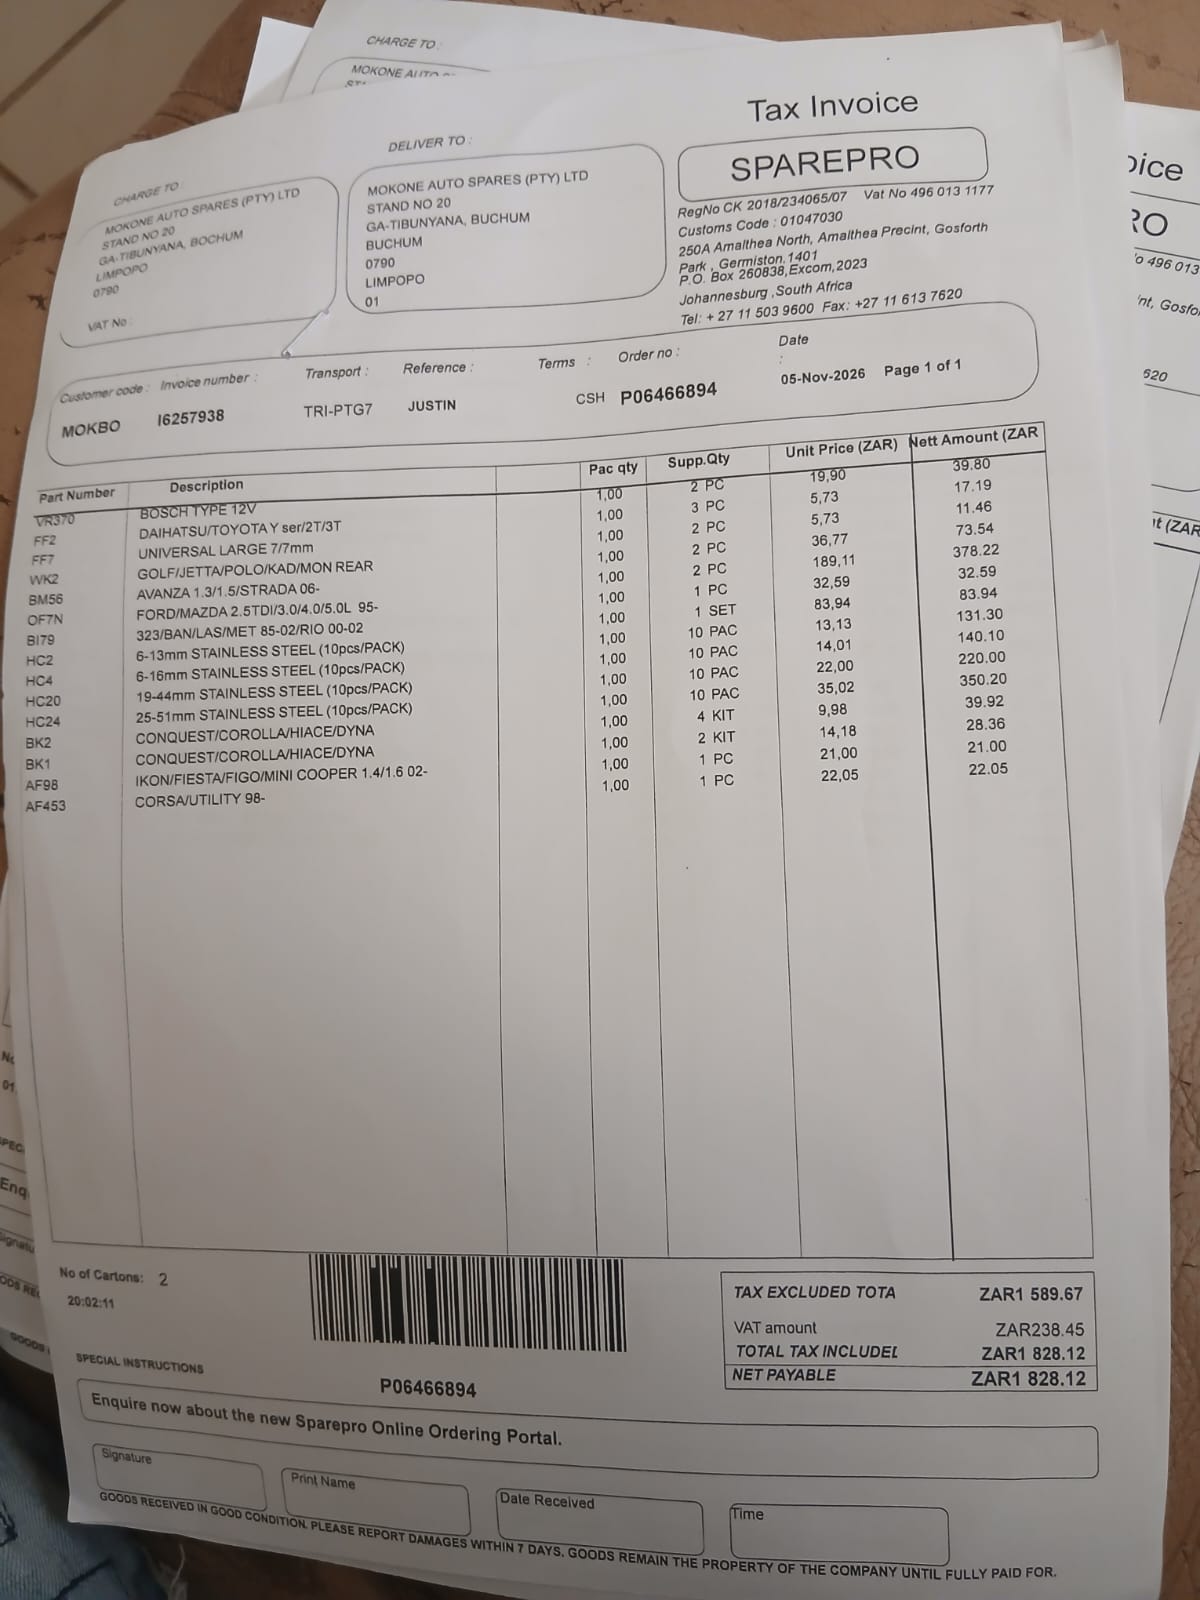 CHARGE TO :
MOKONE AUTO
Tax Invoice
SPAREPRO
RegNo CK 2018/234065/07 Vat No 496 013 1177
Customs Code : 01047030
250A Amalthea North, Amalthea Precint, Gosforth
Park , Germiston,1401
P.O. Box 260838,Excom,2023
Johannesburg ,South Africa
Tel: + 27 11 503 9600 Fax: +27 11 613 7620
CHARGE TO :
MOKONE AUTO SPARES (PTY) LTD
STAND NO 20
GA-TIBUNYANA, BOCHUM
LIMPOPO
0790
VAT No :
DELIVER TO :
MOKONE AUTO SPARES (PTY) LTD
STAND NO 20
GA-TIBUNYANA, BUCHUM
BUCHUM
0790
LIMPOPO
01
Customer code : Invoice number : Transport : Reference : Terms : Order no : Date :
MOKBO I6257938 TRI-PTG7 JUSTIN CSH P06466894 05-Nov-2026 Page 1 of 1
Part Number Description Pac qty Supp.Qty Unit Price (ZAR) Nett Amount (ZAR
VR370 BOSCH TYPE 12V 1,00 2 PC 19,90 39.80
FF2 DAIHATSU/TOYOTA Y ser/2T/3T 1,00 3 PC 5,73 17.19
FF7 UNIVERSAL LARGE 7/7mm 1,00 2 PC 5,73 11.46
WK2 GOLF/JETTA/POLO/KAD/MON REAR 1,00 2 PC 36,77 73.54
BM56 AVANZA 1.3/1.5/STRADA 06- 1,00 2 PC 189,11 378.22
OF7N FORD/MAZDA 2.5TDI/3.0/4.0/5.0L 95- 1,00 1 PC 32,59 32.59
BI79 323/BAN/LAS/MET 85-02/RIO 00-02 1,00 1 SET 83,94 83.94
HC2 6-13mm STAINLESS STEEL (10pcs/PACK) 1,00 10 PAC 13,13 131.30
HC4 6-16mm STAINLESS STEEL (10pcs/PACK) 1,00 10 PAC 14,01 140.10
HC20 19-44mm STAINLESS STEEL (10pcs/PACK) 1,00 10 PAC 22,00 220.00
HC24 25-51mm STAINLESS STEEL (10pcs/PACK) 1,00 10 PAC 35,02 350.20
BK2 CONQUEST/COROLLA/HIACE/DYNA 1,00 4 KIT 9,98 39.92
BK1 CONQUEST/COROLLA/HIACE/DYNA 1,00 2 KIT 14,18 28.36
AF98 IKON/FIESTA/FIGO/MINI COOPER 1.4/1.6 02- 1,00 1 PC 21,00 21.00
AF453 CORSA/UTILITY 98- 1,00 1 PC 22,05 22.05
No of Cartons: 2
20:02:11
TAX EXCLUDED TOTA ZAR1 589.67
VAT amount ZAR238.45
TOTAL TAX INCLUDEL ZAR1 828.12
NET PAYABLE ZAR1 828.12
SPECIAL INSTRUCTIONS
P06466894
Enquire now about the new Sparepro Online Ordering Portal.
Signature
Print Name
Date Received
Time
GOODS RECEIVED IN GOOD CONDITION. PLEASE REPORT DAMAGES WITHIN 7 DAYS. GOODS REMAIN THE PROPERTY OF THE COMPANY UNTIL FULLY PAID FOR.